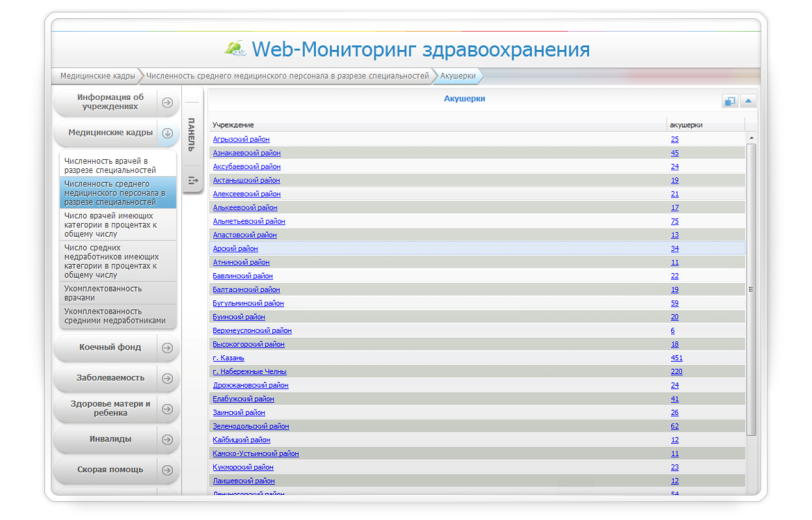 Web-Мониторинг здравоохранения
Медицинские кадры Численность среднего медицинского персонала в разрезе специальностей Акушерки
Информация об
учреждениях
Медицинские кадры
Численность врачей в
разрезе специальностей
Численность среднего
медицинского персонала в
разрезе специальностей
Число врачей имеющих
категории в процентах к
общему числу
Число средних
медработников имеющих
категории в процентах к
общему числу
Укомплектованность
врачами
Укомплектованность
средними медработниками
Коечный фонд
Заболеваемость
Здоровье матери и
ребенка
Инвалиды
Скорая помощь
ПАНЕЛЬ
Акушерки
Учреждение акушерки
Агрызский район 25
Азнакаевский район 45
Аксубаевский район 24
Актанышский район 19
Алексеевский район 21
Алькеевский район 17
Альметьевский район 75
Апастовский район 13
Арский район 34
Атнинский район 11
Бавлинский район 22
Балтасинский район 19
Бугульминский район 59
Буинский район 20
Верхнеуслонский район 6
Высокогорский район 18
г. Казань 451
г. Набережные Челны 220
Дрожжановский район 24
Елабужский район 41
Заинский район 26
Зеленодольский район 62
Кайбицкий район 12
Камско-Устьинский район 11
Кукморский район 23
Лаишевский район 12
Лениногорский район 54